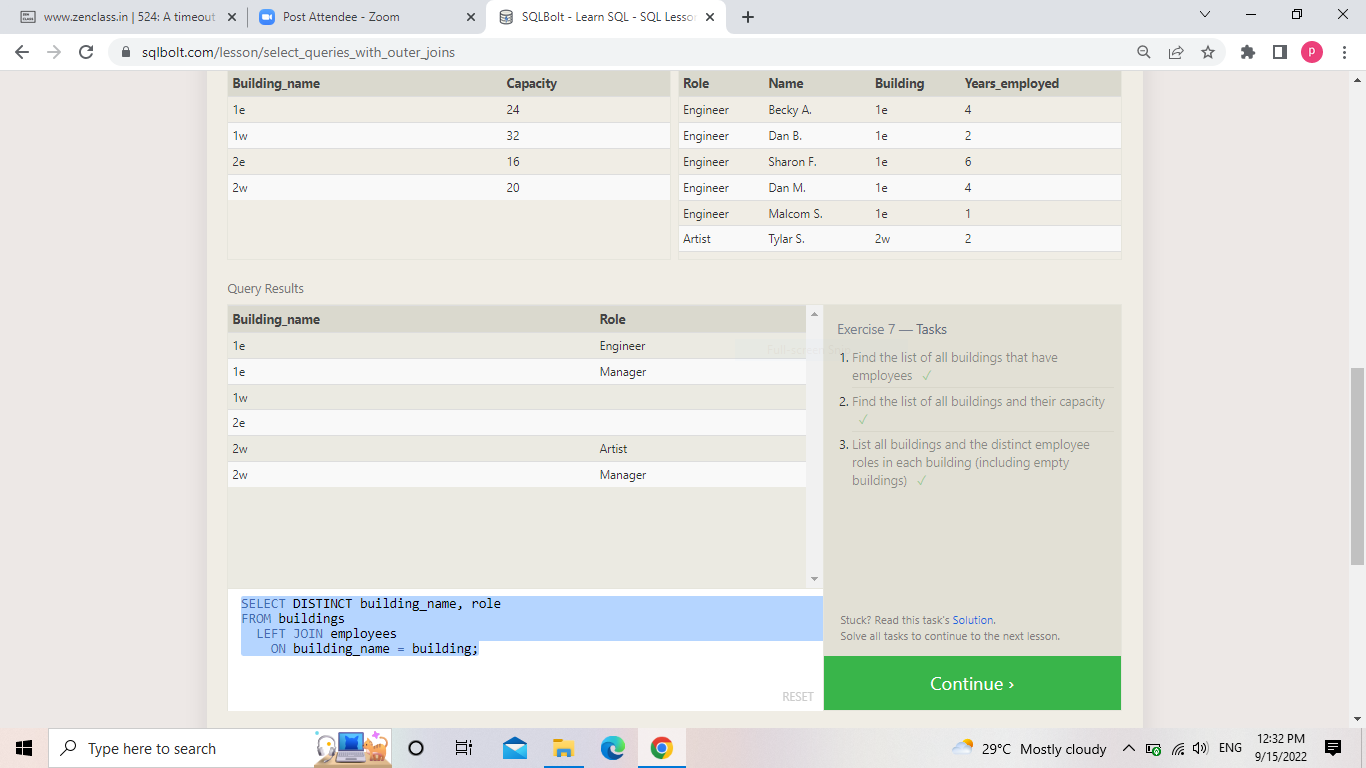 www.zenclass.in | 524: A timeout
Post Attendee - Zoom
SQLBolt - Learn SQL - SQL Lesso
sqlbolt.com/lesson/select_queries_with_outer_joins
P
Building_name Capacity
1e 24
1w 32
2e 16
2w 20
Role Name Building Years_employed
Engineer Becky A. 1e 4
Engineer Dan B. 1e 2
Engineer Sharon F. 1e 6
Engineer Dan M. 1e 4
Engineer Malcom S. 1e 1
Artist Tylar S. 2w 2
Query Results
Building_name Role
1e Engineer
1e Manager
1w
2e
2w Artist
2w Manager
Exercise 7 — Tasks
1. Find the list of all buildings that have
employees ✓
2. Find the list of all buildings and their capacity
✓
3. List all buildings and the distinct employee
roles in each building (including empty
buildings) ✓
SELECT DISTINCT building_name, role
FROM buildings
LEFT JOIN employees
ON building_name = building;
RESET
Stuck? Read this task's Solution.
Solve all tasks to continue to the next lesson.
Continue ›
Type here to search
29°C Mostly cloudy
ENG
12:32 PM
9/15/2022